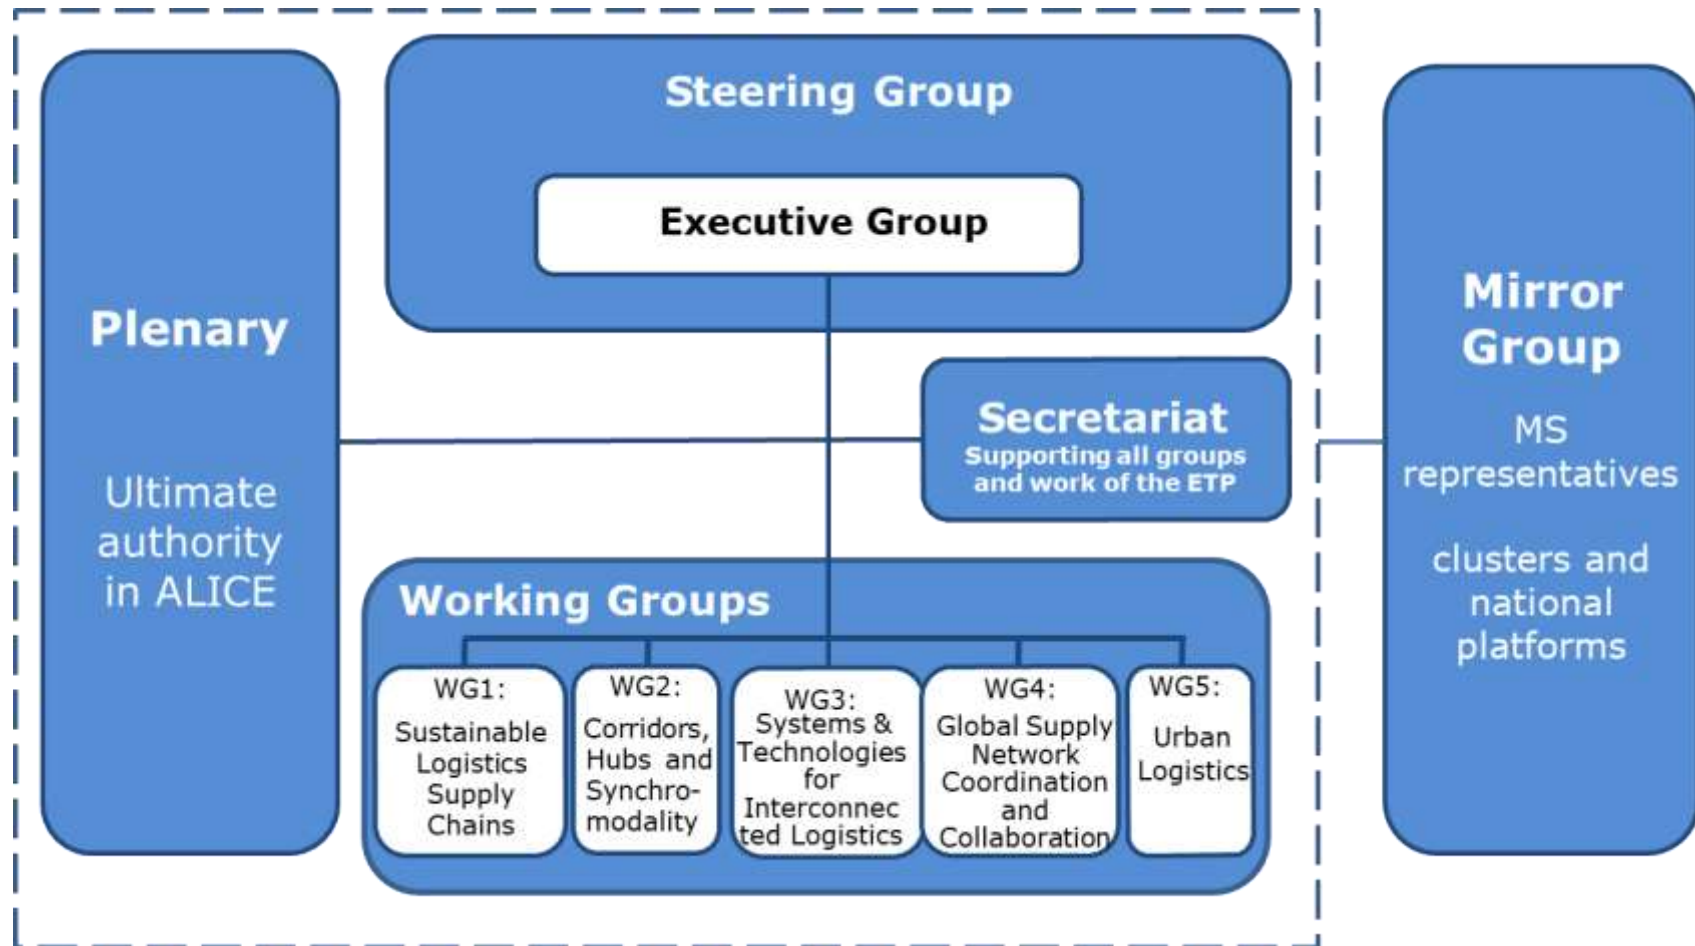 Steering Group
Executive Group
Plenary
Ultimate
authority
in ALICE
Secretariat
Supporting all groups
and work of the ETP
Working Groups
WG1:
Sustainable
Logistics
Supply
Chains
WG2:
Corridors,
Hubs and
Synchro-
modality
WG3:
Systems &
Technologies
for
Interconnec
ted Logistics
WG4:
Global Supply
Network
Coordination
and
Collaboration
WG5:
Urban
Logistics
Mirror
Group
MS
representatives
clusters and
national
platforms